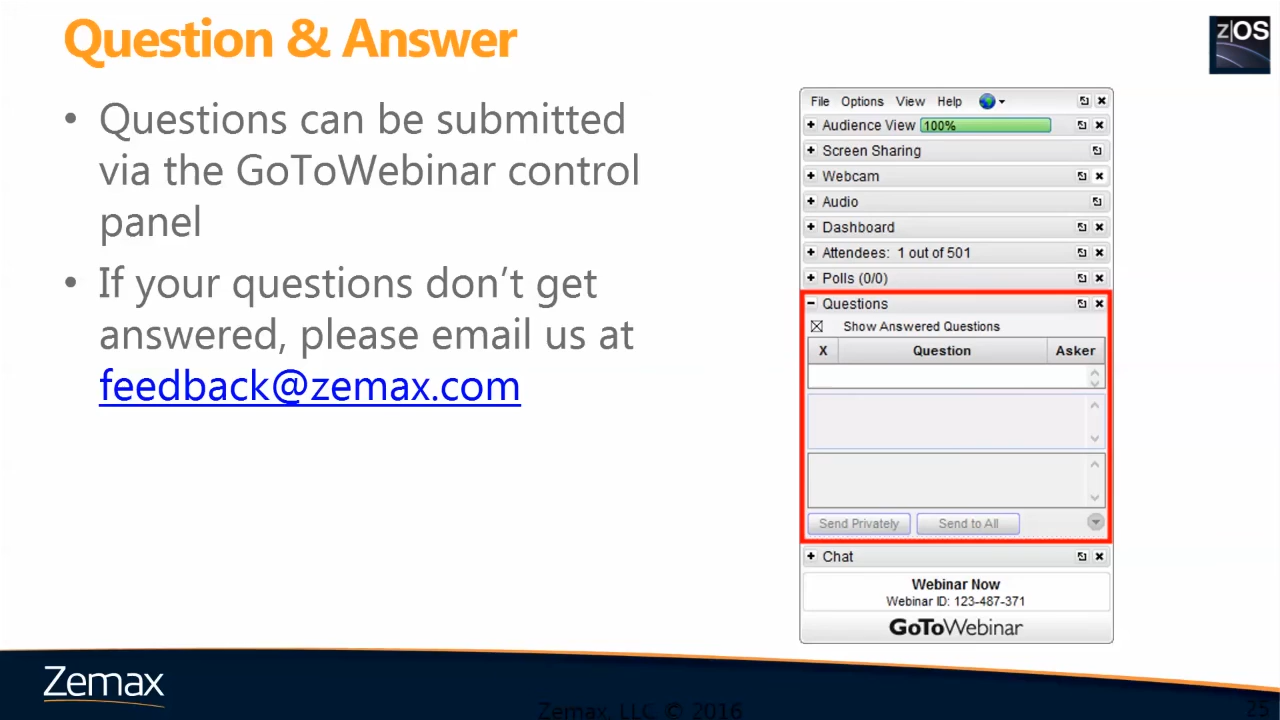 Question & Answer
z|OS
• Questions can be submitted
via the GoToWebinar control
panel
• If your questions don’t get
answered, please email us at
feedback@zemax.com
File Options View Help
Audience View 100%
Screen Sharing
Webcam
Audio
Dashboard
Attendees: 1 out of 501
Polls (0/0)
Questions
Show Answered Questions
X Question Asker
Send Privately Send to All
Chat
Webinar Now
Webinar ID: 123-487-371
GoToWebinar
Zemax
Zemax, LLC © 2016
25